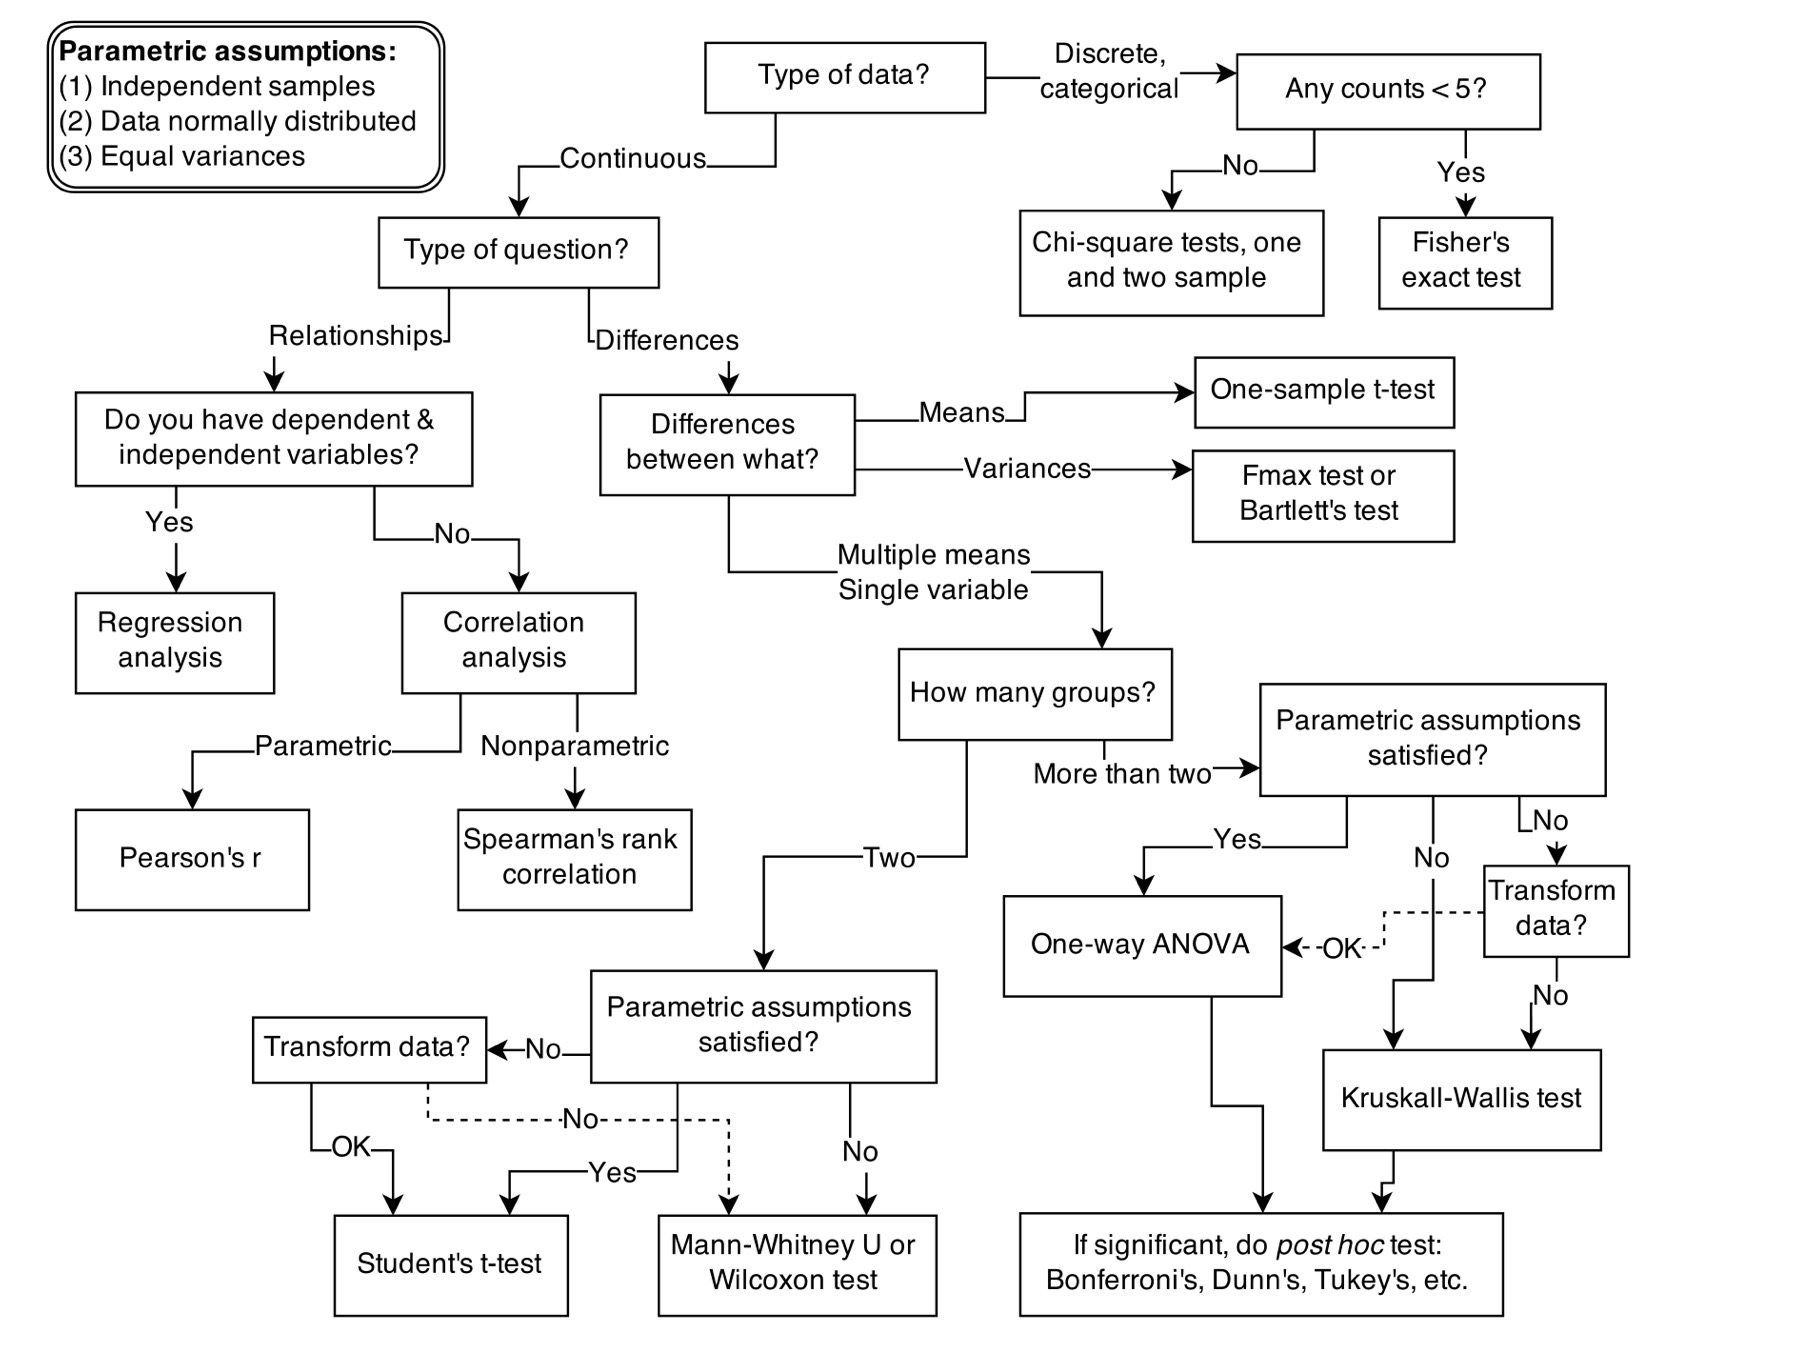 Parametric assumptions:
(1) Independent samples
(2) Data normally distributed
(3) Equal variances
Type of data?
Discrete,
categorical
Any counts < 5?
Continuous
No
Yes
Type of question?
Chi-square tests, one
and two sample
Fisher's
exact test
Relationships
Differences
Do you have dependent &
independent variables?
Differences
between what?
Means
One-sample t-test
Variances
Fmax test or
Bartlett's test
Yes
No
Multiple means
Single variable
Regression
analysis
Correlation
analysis
How many groups?
Parametric
Nonparametric
More than two
Parametric assumptions
satisfied?
Pearson's r
Spearman's rank
correlation
Two
Yes
No
No
Transform
data?
One-way ANOVA
OK
No
Parametric assumptions
satisfied?
Transform data?
No
Kruskall-Wallis test
OK
No
Yes
No
Student's t-test
Mann-Whitney U or
Wilcoxon test
If significant, do post hoc test:
Bonferroni's, Dunn's, Tukey's, etc.